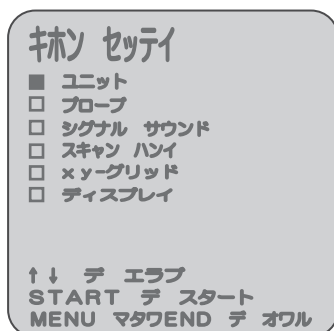 キホン セッテイ
■ ユニット
□ プローブ
□ シグナル サウンド
□ スキャン ハンイ
□ xy-グリッド
□ ディスプレイ
↑↓ デ エラブ
START デ スタート
MENU マタワEND デ オワル